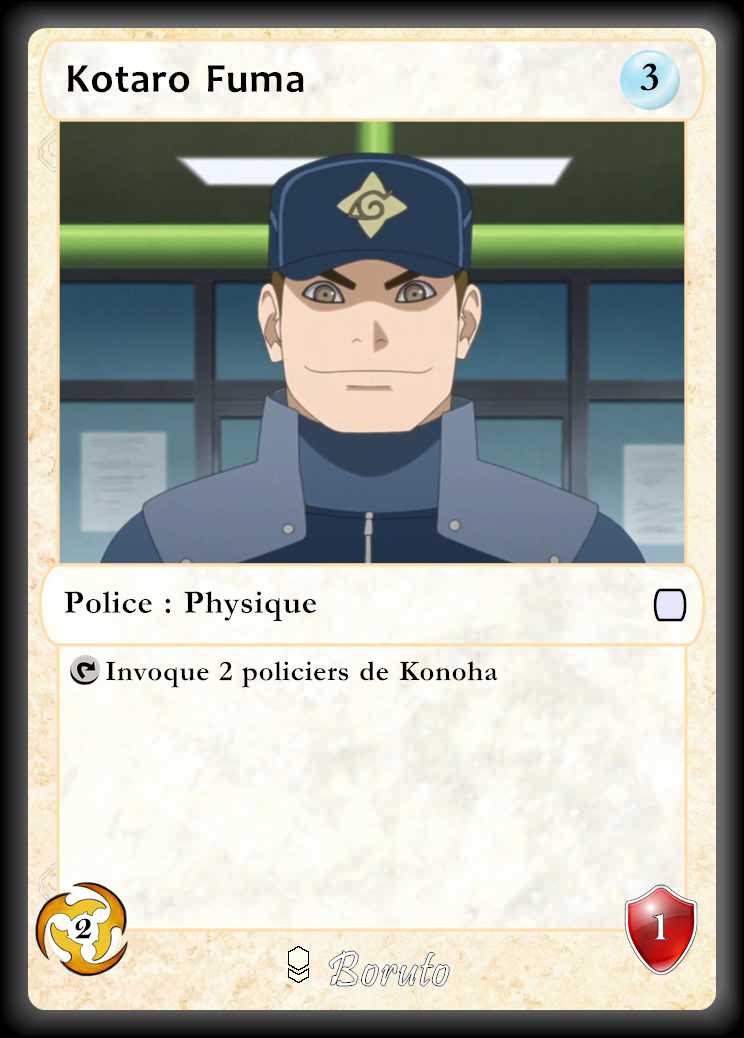 Kotaro Fuma
3
Police : Physique
Invoque 2 policiers de Konoha
2
1
Boruto